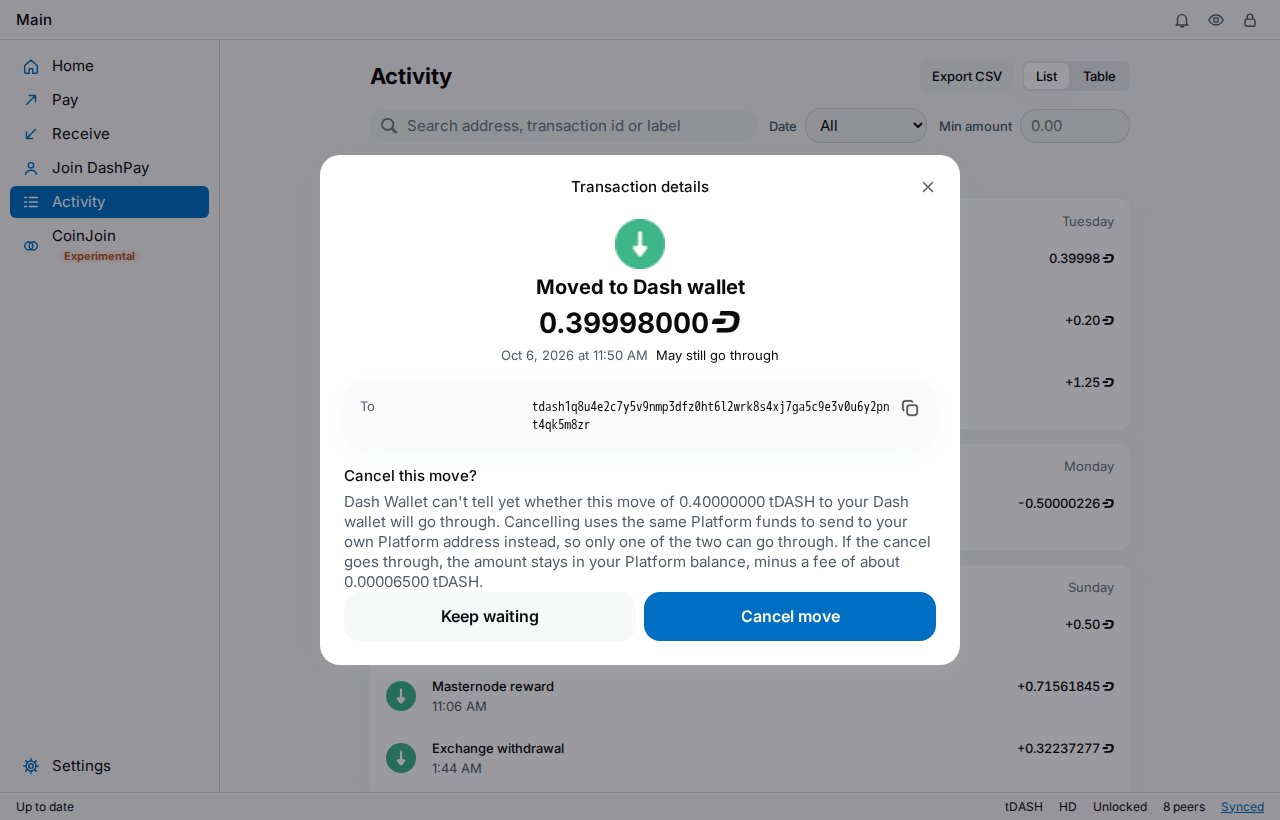 Main
Home
Pay
Receive
Join DashPay
Activity
CoinJoin
Experimental
Settings
Activity
Export CSV
List
Table
Search address, transaction id or label
Date
All
Min amount
0.00
Tuesday
0.39998
+0.20
+1.25
Monday
-0.50000226
Sunday
+0.50
Masternode reward
+0.71561845
11:06 AM
Exchange withdrawal
+0.32237277
1:44 AM
Transaction details
Moved to Dash wallet
0.39998000
Oct 6, 2026 at 11:50 AM May still go through
To
tdash1q8u4e2c7y5v9nmp3dfz0ht6l2wrk8s4xj7ga5c9e3v0u6y2pn
t4qk5m8zr
Cancel this move?
Dash Wallet can't tell yet whether this move of 0.40000000 tDASH to your Dash
wallet will go through. Cancelling uses the same Platform funds to send to your
own Platform address instead, so only one of the two can go through. If the cancel
goes through, the amount stays in your Platform balance, minus a fee of about
0.00006500 tDASH.
Keep waiting
Cancel move
Up to date
tDASH
HD
Unlocked
8 peers
Synced